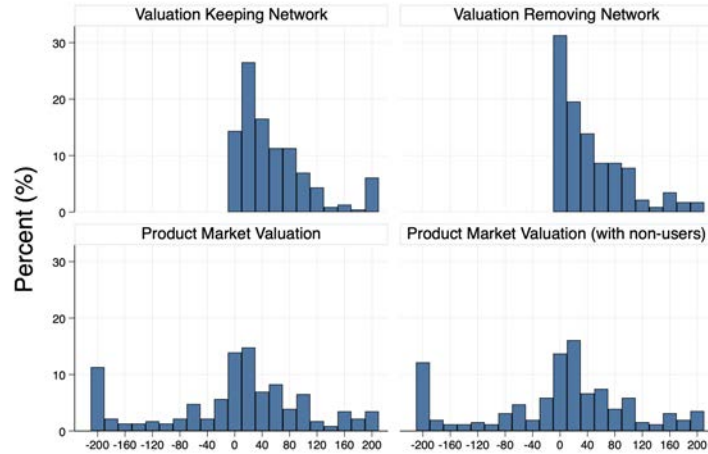 Valuation Keeping Network
Valuation Removing Network
30
20
10
0
Percent (%)
Product Market Valuation
Product Market Valuation (with non-users)
30
20
10
0
-200 -160 -120 -80 -40 0 40 80 120 160 200
-200 -160 -120 -80 -40 0 40 80 120 160 200